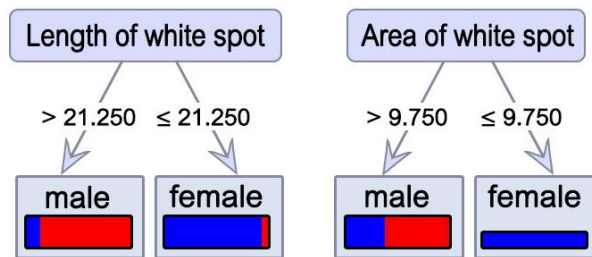 Length of white spot
> 21.250 ≤ 21.250
male
female
Area of white spot
> 9.750 ≤ 9.750
male
female